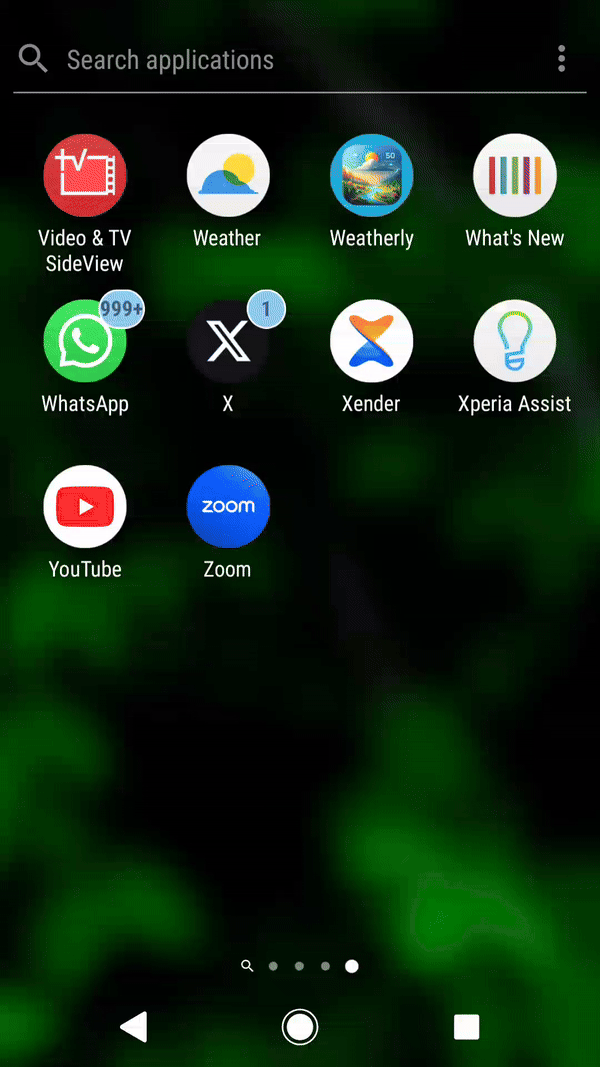 Search applications
50
Video & TV
SideView
Weather
Weatherly
What's New
999+
1
WhatsApp
X
Xender
Xperia Assist
zoom
YouTube
Zoom